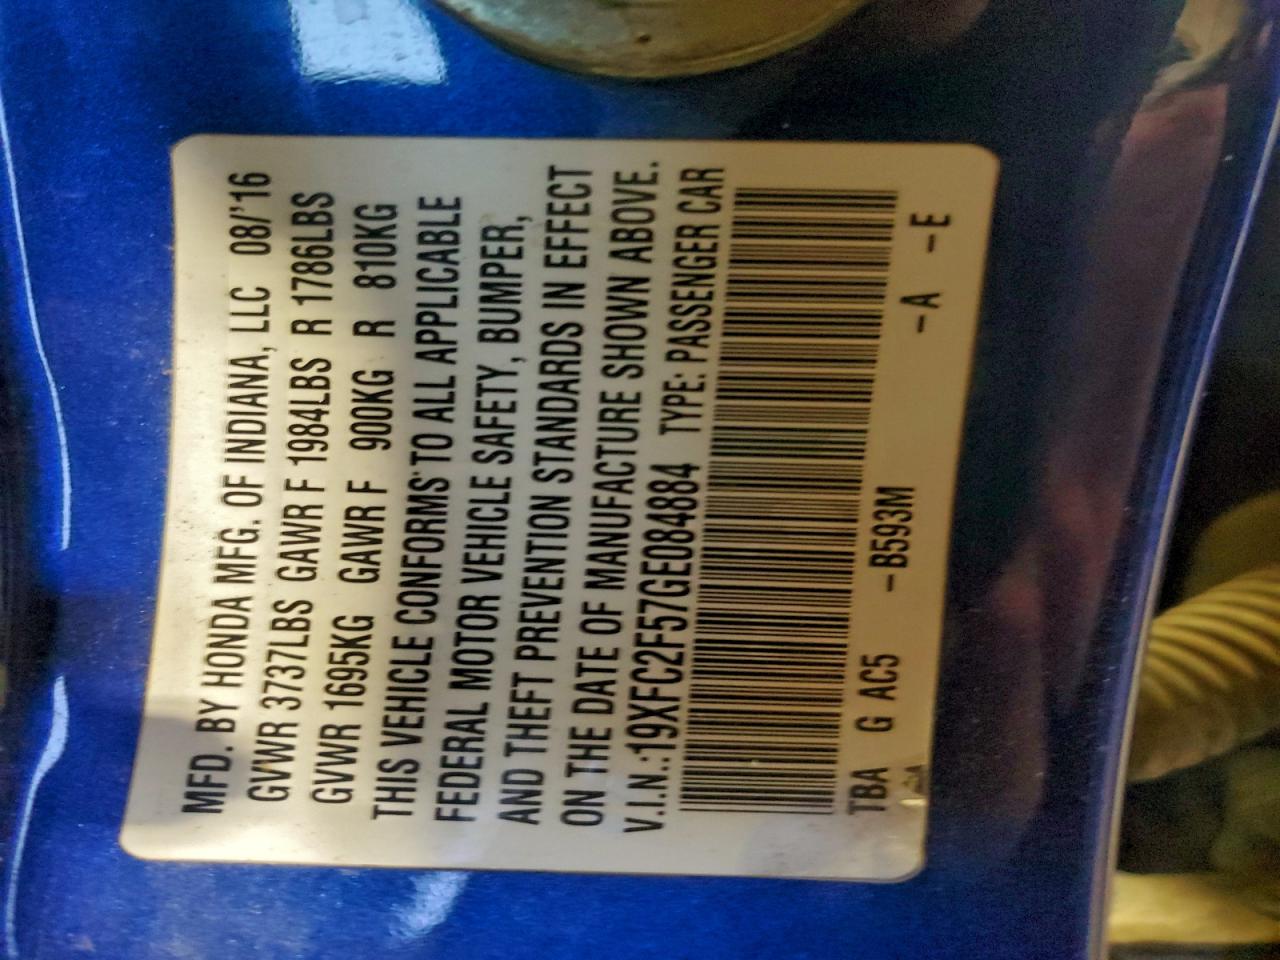 MFD. BY HONDA MFG. OF INDIANA, LLC 08/'16
GVWR 3737LBS GAWR F 1984LBS R 1786LBS
GVWR 1695KG GAWR F 900KG R 810KG
THIS VEHICLE CONFORMS TO ALL APPLICABLE
FEDERAL MOTOR VEHICLE SAFETY, BUMPER,
AND THEFT PREVENTION STANDARDS IN EFFECT
ON THE DATE OF MANUFACTURE SHOWN ABOVE.
V.I.N.:19XFC2F57GE084884 TYPE: PASSENGER CAR
TBA G AC5 –B593M –A –E